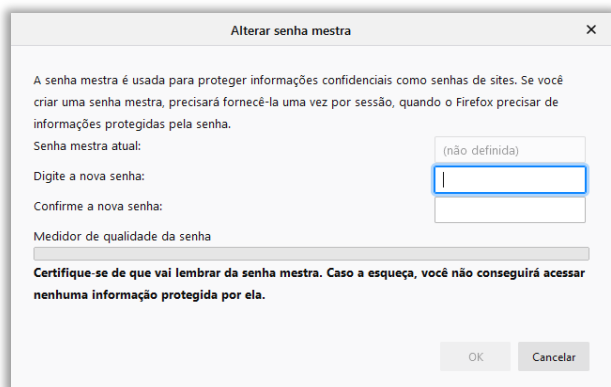 Alterar senha mestra
A senha mestra é usada para proteger informações confidenciais como senhas de sites. Se você
criar uma senha mestra, precisará fornecê-la uma vez por sessão, quando o Firefox precisar de
informações protegidas pela senha.
Senha mestra atual:
(não definida)
Digite a nova senha:
Confirme a nova senha:
Medidor de qualidade da senha
Certifique-se de que vai lembrar da senha mestra. Caso a esqueça, você não conseguirá acessar
nenhuma informação protegida por ela.
OK
Cancelar